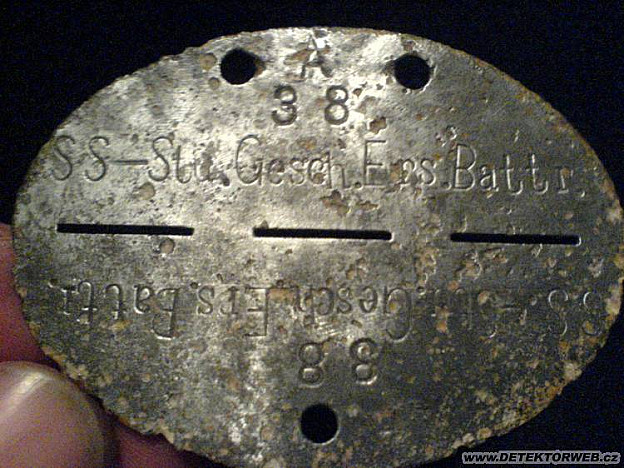 A
38
SS-Stu.Gesch.Ers.Battr.
SS-Stu.Gesch.Ers.Battr.
38
WWW.DETEKTORWEB.CZ